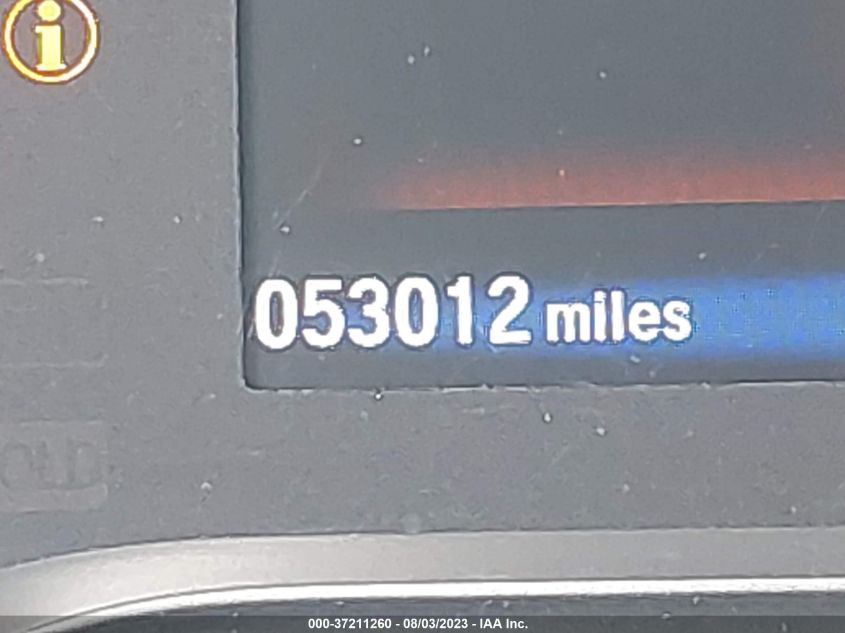 i
053012 miles
000-37211260 - 08/03/2023 - IAA Inc.